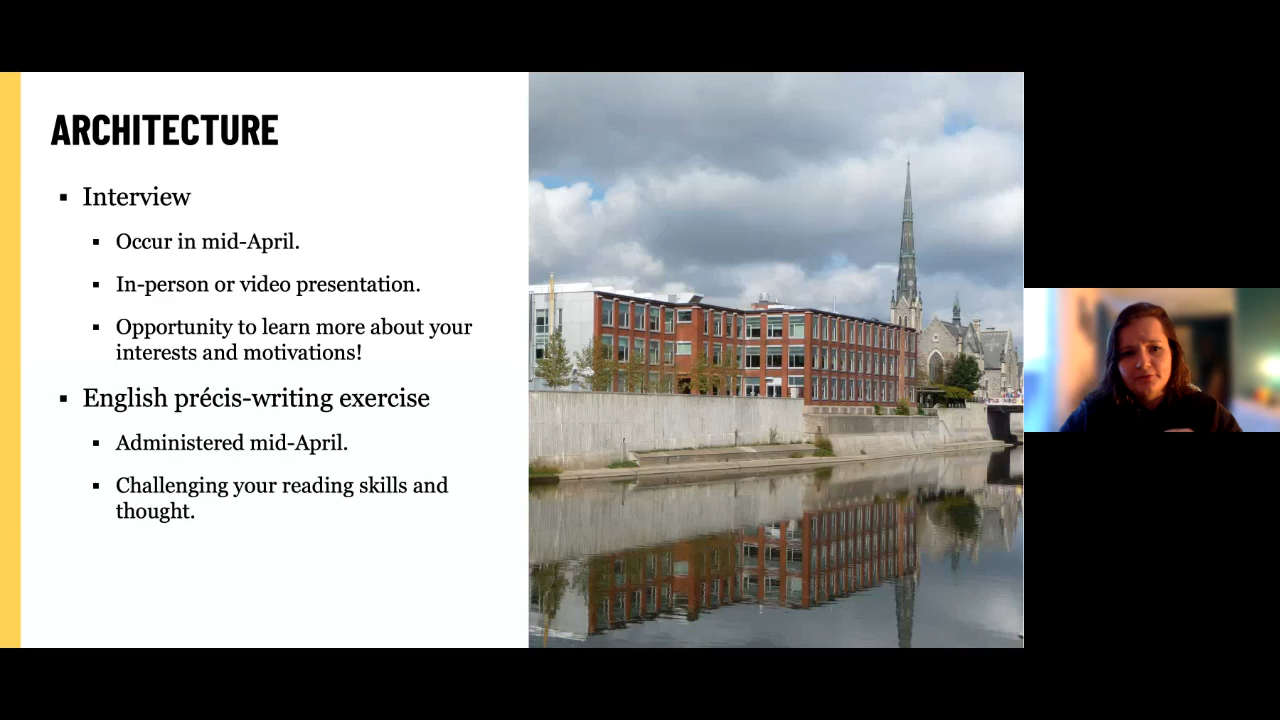 ARCHITECTURE
▪ Interview
▪ Occur in mid-April.
▪ In-person or video presentation.
▪ Opportunity to learn more about your
interests and motivations!
▪ English précis-writing exercise
▪ Administered mid-April.
▪ Challenging your reading skills and
thought.